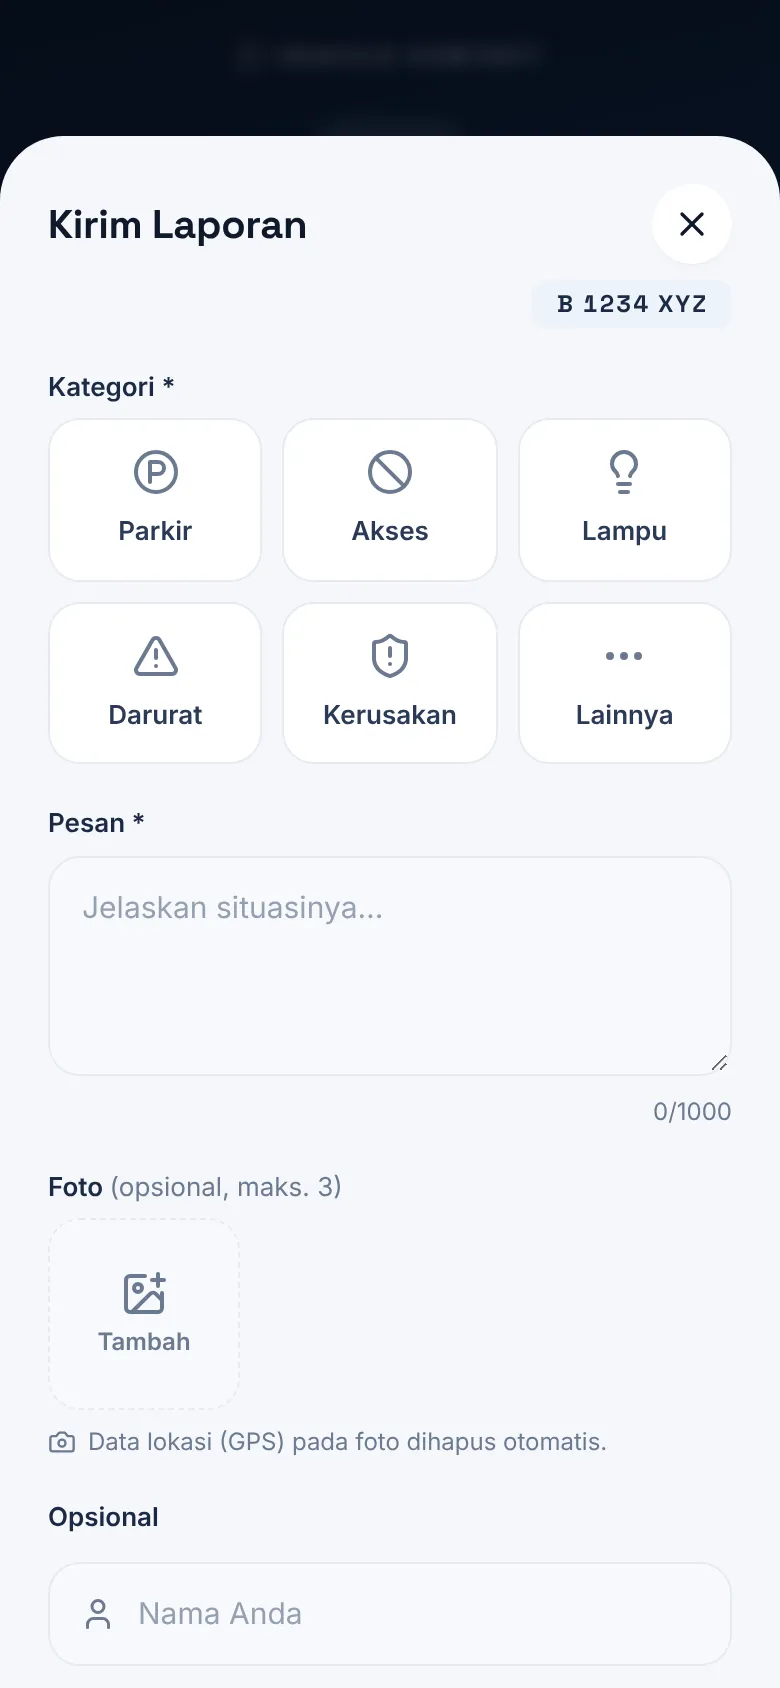 Kirim Laporan
B 1234 XYZ
Kategori *
Parkir
Akses
Lampu
Darurat
Kerusakan
Lainnya
Pesan *
Jelaskan situasinya...
0/1000
Foto (opsional, maks. 3)
Tambah
Data lokasi (GPS) pada foto dihapus otomatis.
Opsional
Nama Anda